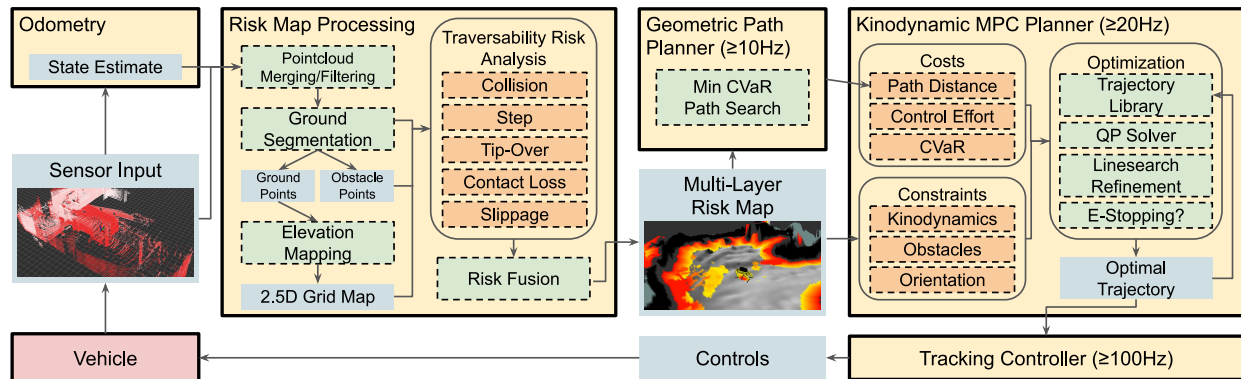 Odometry
State Estimate
Sensor Input
Vehicle
Risk Map Processing
Pointcloud
Merging/Filtering
Ground
Segmentation
Ground
Points
Obstacle
Points
Elevation
Mapping
2.5D Grid Map
Traversability Risk
Analysis
Collision
Step
Tip-Over
Contact Loss
Slippage
Risk Fusion
Geometric Path
Planner (≥10Hz)
Min CVaR
Path Search
Multi-Layer
Risk Map
Controls
Kinodynamic MPC Planner (≥20Hz)
Costs
Path Distance
Control Effort
CVaR
Constraints
Kinodynamics
Obstacles
Orientation
Optimization
Trajectory
Library
QP Solver
Linesearch
Refinement
E-Stopping?
Optimal
Trajectory
Tracking Controller (≥100Hz)